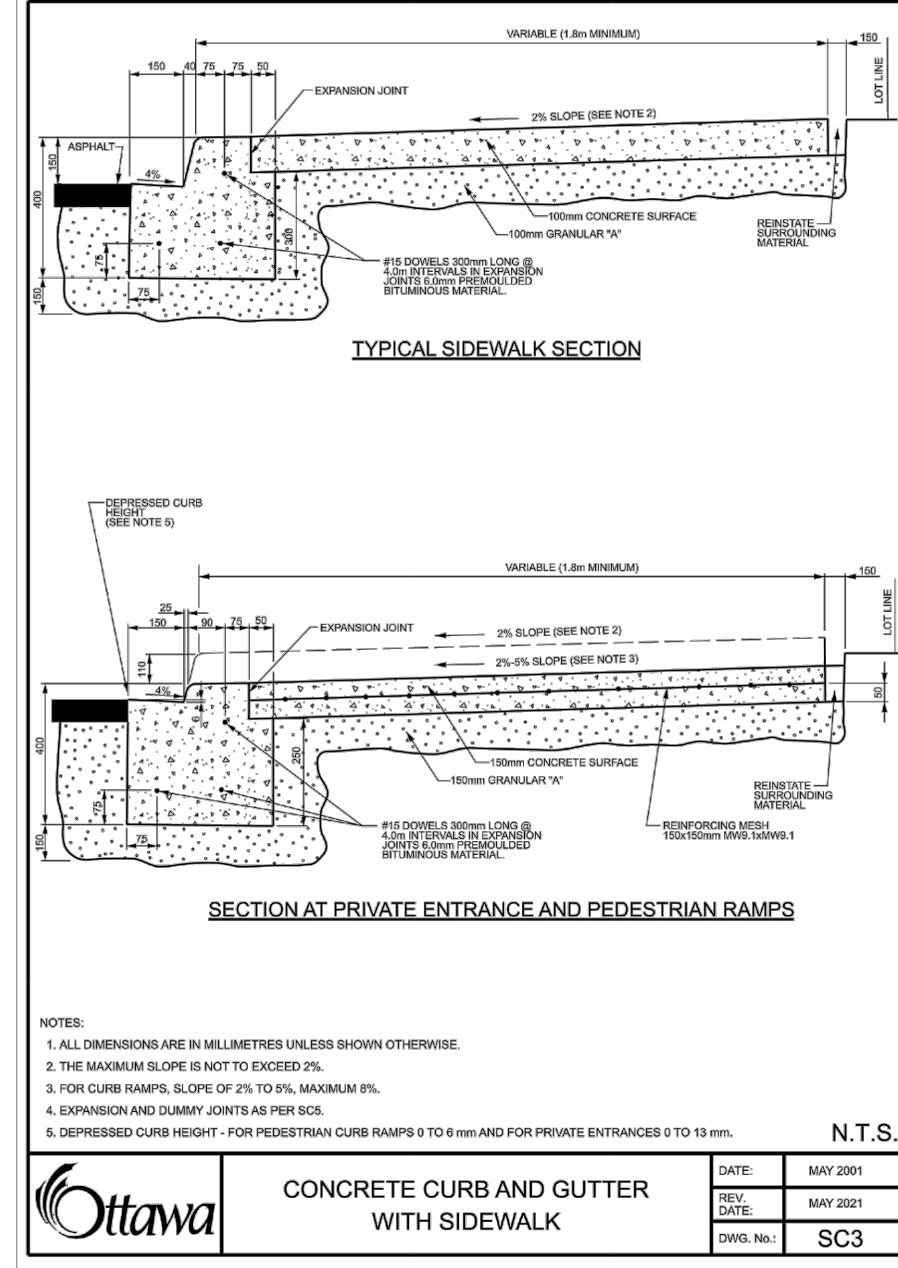 VARIABLE (1.8m MINIMUM)
150
LOT LINE
150
40
75
75
50
EXPANSION JOINT
2% SLOPE (SEE NOTE 2)
ASPHALT
150
400
4%
100mm CONCRETE SURFACE
100mm GRANULAR "A"
REINSTATE
SURROUNDING
MATERIAL
300
75
75
150
#15 DOWELS 300mm LONG @
4.0m INTERVALS IN EXPANSION
JOINTS 6.0mm PREMOULDED
BITUMINOUS MATERIAL.
TYPICAL SIDEWALK SECTION
DEPRESSED CURB
HEIGHT
(SEE NOTE 5)
VARIABLE (1.8m MINIMUM)
150
LOT LINE
25
150
90
75
50
EXPANSION JOINT
2% SLOPE (SEE NOTE 2)
2%-5% SLOPE (SEE NOTE 3)
110
4%
6
50
400
250
150mm CONCRETE SURFACE
150mm GRANULAR "A"
REINSTATE
SURROUNDING
MATERIAL
75
75
150
#15 DOWELS 300mm LONG @
4.0m INTERVALS IN EXPANSION
JOINTS 6.0mm PREMOULDED
BITUMINOUS MATERIAL.
REINFORCING MESH
150x150mm MW9.1xMW9.1
SECTION AT PRIVATE ENTRANCE AND PEDESTRIAN RAMPS
NOTES:
1. ALL DIMENSIONS ARE IN MILLIMETRES UNLESS SHOWN OTHERWISE.
2. THE MAXIMUM SLOPE IS NOT TO EXCEED 2%.
3. FOR CURB RAMPS, SLOPE OF 2% TO 5%, MAXIMUM 8%.
4. EXPANSION AND DUMMY JOINTS AS PER SC5.
5. DEPRESSED CURB HEIGHT - FOR PEDESTRIAN CURB RAMPS 0 TO 6 mm AND FOR PRIVATE ENTRANCES 0 TO 13 mm.
N.T.S.
Ottawa
CONCRETE CURB AND GUTTER
WITH SIDEWALK
DATE:
MAY 2001
REV.
DATE:
MAY 2021
DWG. No.:
SC3